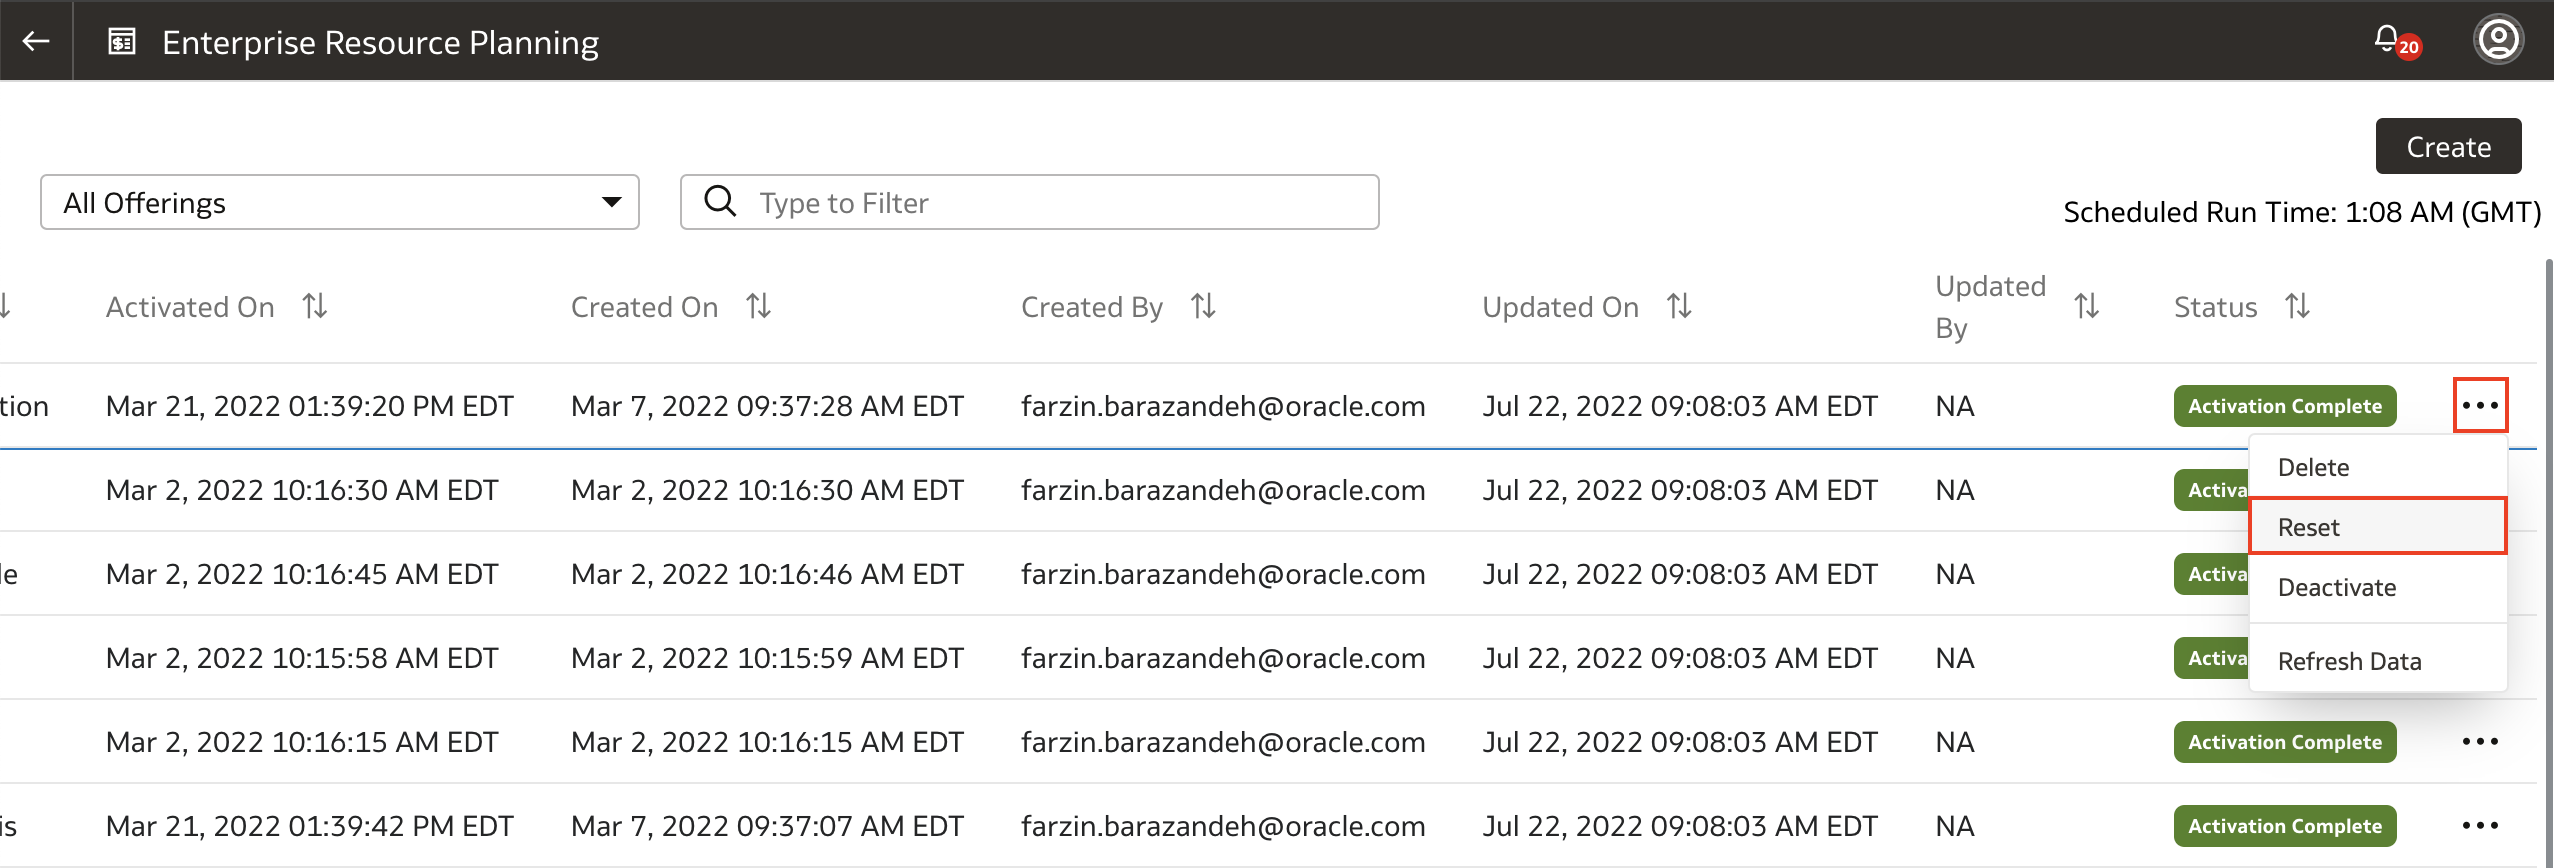 Enterprise Resource Planning
20
Create
All Offerings
Type to Filter
Scheduled Run Time: 1:08 AM (GMT)
Activated On
Created On
Created By
Updated On
Updated
By
Status
tion Mar 21, 2022 01:39:20 PM EDT Mar 7, 2022 09:37:28 AM EDT farzin.barazandeh@oracle.com Jul 22, 2022 09:08:03 AM EDT NA Activation Complete
Mar 2, 2022 10:16:30 AM EDT Mar 2, 2022 10:16:30 AM EDT farzin.barazandeh@oracle.com Jul 22, 2022 09:08:03 AM EDT NA Activa
le Mar 2, 2022 10:16:45 AM EDT Mar 2, 2022 10:16:46 AM EDT farzin.barazandeh@oracle.com Jul 22, 2022 09:08:03 AM EDT NA Activa
Mar 2, 2022 10:15:58 AM EDT Mar 2, 2022 10:15:59 AM EDT farzin.barazandeh@oracle.com Jul 22, 2022 09:08:03 AM EDT NA Activa
Mar 2, 2022 10:16:15 AM EDT Mar 2, 2022 10:16:15 AM EDT farzin.barazandeh@oracle.com Jul 22, 2022 09:08:03 AM EDT NA Activation Complete
is Mar 21, 2022 01:39:42 PM EDT Mar 7, 2022 09:37:07 AM EDT farzin.barazandeh@oracle.com Jul 22, 2022 09:08:03 AM EDT NA Activation Complete
Delete
Reset
Deactivate
Refresh Data